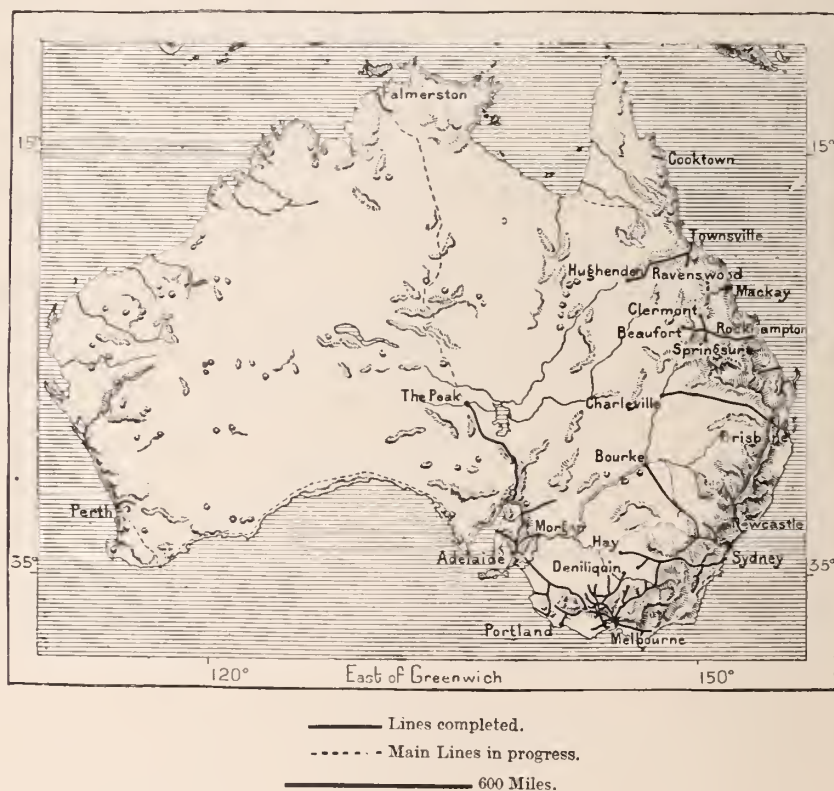 Palmerston
15° 15°
Cooktown
Townsville
Hughenden Ravenswood
Mackay
Clermont
Beaufort Rockhampton
Springsure
The Peak Charleville
Brisbane
Bourke
Perth Newcastle
Morgan
Hay
35° Adelaide Sydney 35°
Deniliquin
Portland
Melbourne
120° East of Greenwich 150°
Lines completed.
Main Lines in progress.
600 Miles.